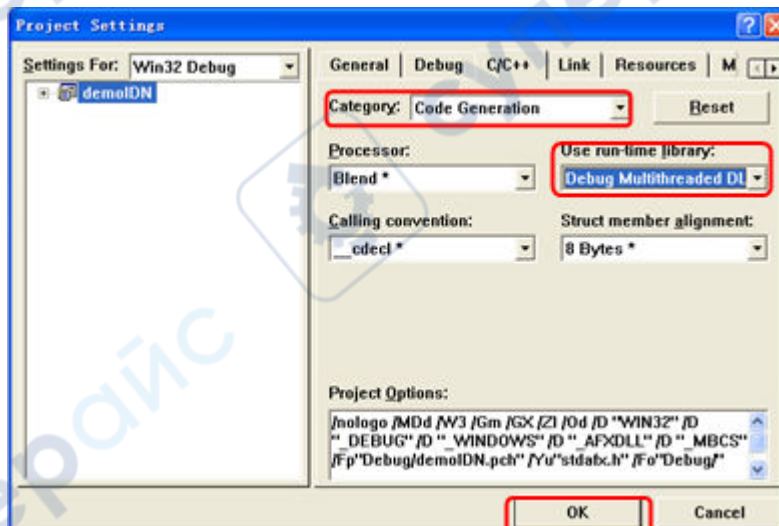 Project Settings
Settings For: Win32 Debug
demoIDN
General Debug C/C++ Link Resources M
Category: Code Generation Reset
Processor: Use run-time library:
Blend * Debug Multithreaded DL
Calling convention: Struct member alignment:
__cdecl * 8 Bytes *
Project Options:
/nologo /MDd /W3 /Gm /GX /ZI /Od /D "WIN32" /D
"_DEBUG" /D "_WINDOWS" /D "_AFXDLL" /D "_MBCS"
/Fp"Debug/demoIDN.pch" /Yu"stdafx.h" /Fo"Debug/"
OK Cancel